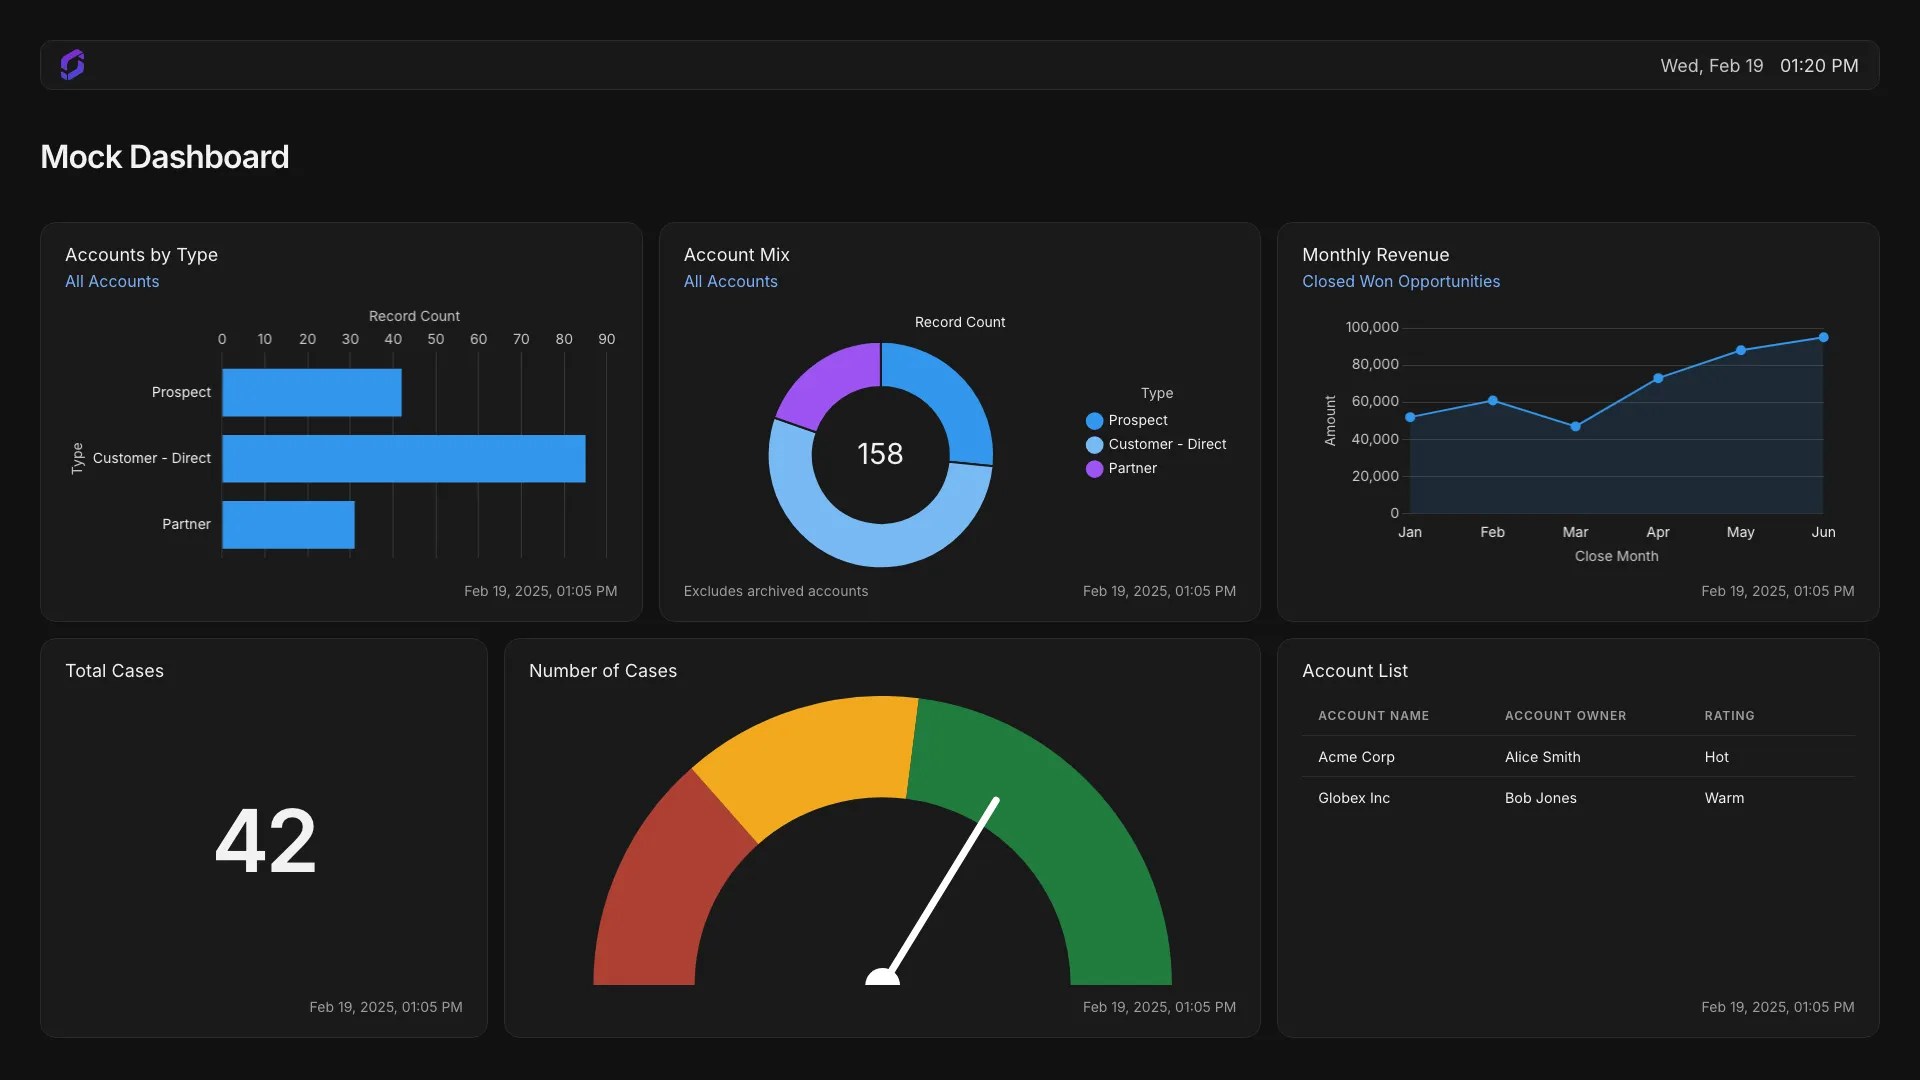 Wed, Feb 19 01:20 PM
Mock Dashboard
Accounts by Type
All Accounts
Record Count
0 10 20 30 40 50 60 70 80 90
Type
Prospect
Customer - Direct
Partner
Feb 19, 2025, 01:05 PM
Account Mix
All Accounts
Record Count
158
Type
Prospect
Customer - Direct
Partner
Excludes archived accounts
Feb 19, 2025, 01:05 PM
Monthly Revenue
Closed Won Opportunities
Amount
100,000
80,000
60,000
40,000
20,000
0
Jan Feb Mar Apr May Jun
Close Month
Feb 19, 2025, 01:05 PM
Total Cases
42
Feb 19, 2025, 01:05 PM
Number of Cases
Feb 19, 2025, 01:05 PM
Account List
ACCOUNT NAME ACCOUNT OWNER RATING
Acme Corp Alice Smith Hot
Globex Inc Bob Jones Warm
Feb 19, 2025, 01:05 PM